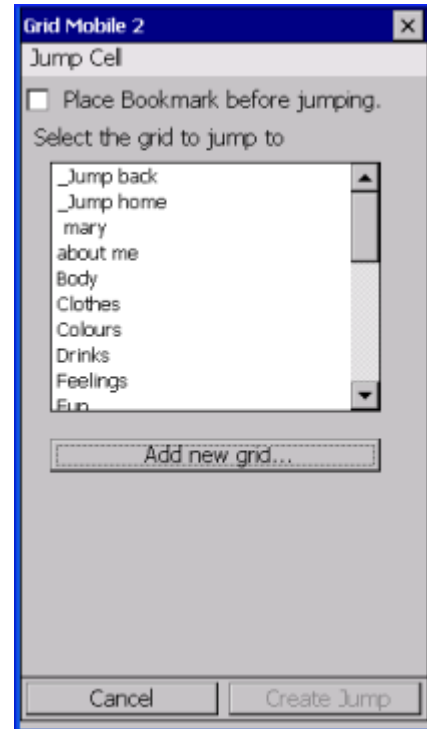 Grid Mobile 2
Jump Cell
Place Bookmark before jumping.
Select the grid to jump to
_Jump back
_Jump home
mary
about me
Body
Clothes
Colours
Drinks
Feelings
Fun
Add new grid...
Cancel
Create Jump